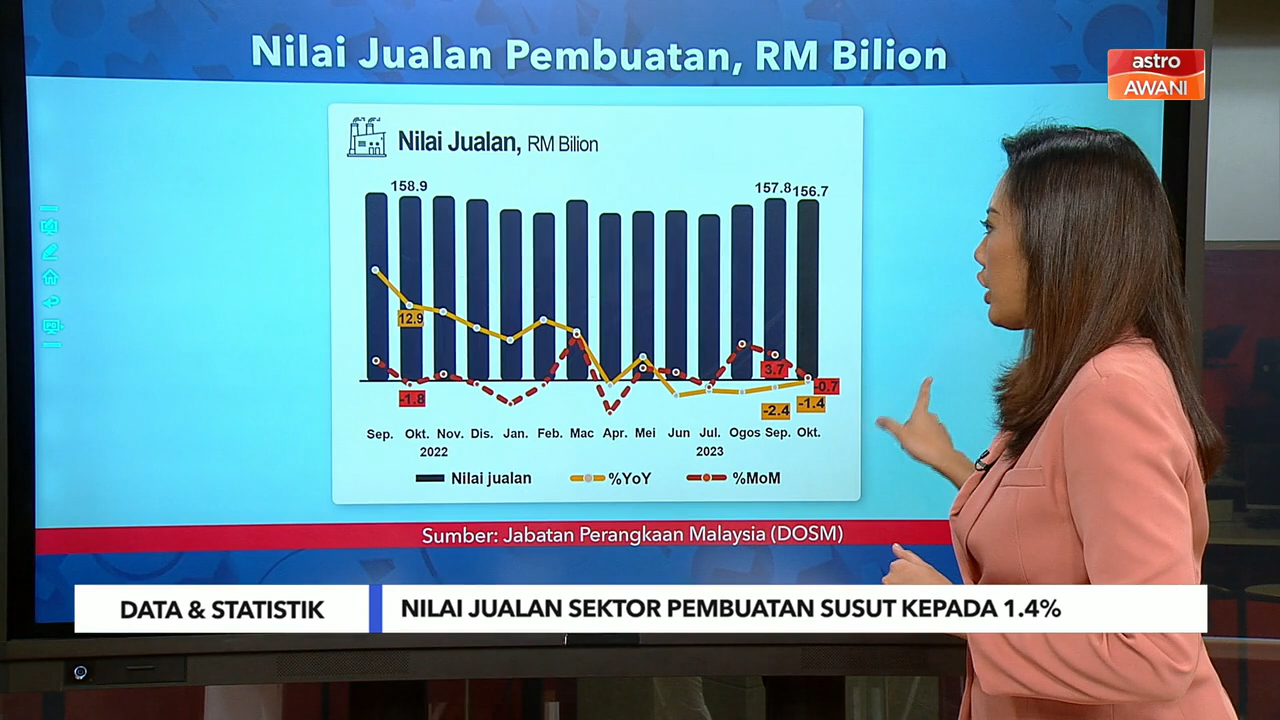 Nilai Jualan Pembuatan, RM Bilion
astro
AWANI
Nilai Jualan, RM Bilion
158.9
157.8
156.7
12.9
-1.8
3.7
-0.7
-2.4
-1.4
Sep. Okt. Nov. Dis. Jan. Feb. Mac Apr. Mei Jun Jul. Ogos Sep. Okt.
2022 2023
Nilai jualan %YoY %MoM
Sumber: Jabatan Perangkaan Malaysia (DOSM)
DATA & STATISTIK
NILAI JUALAN SEKTOR PEMBUATAN SUSUT KEPADA 1.4%